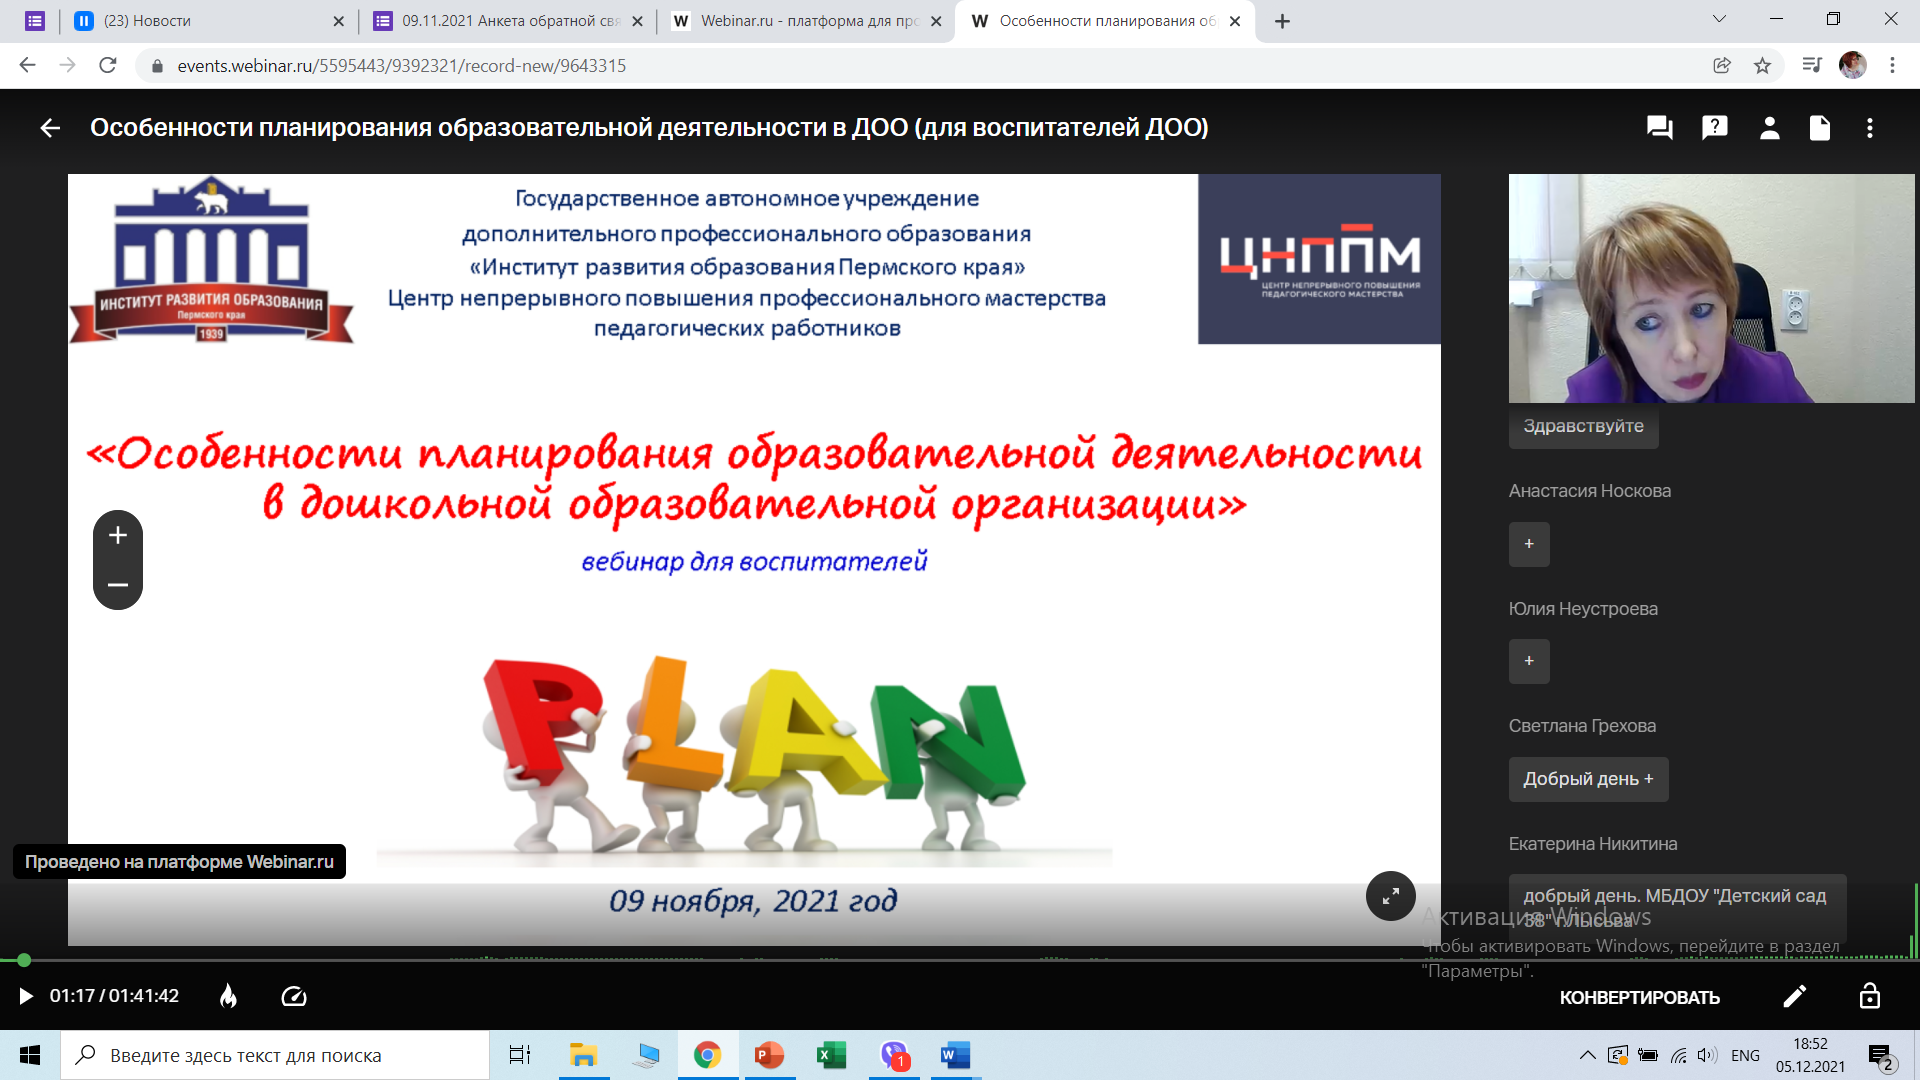 (23) Новости
09.11.2021 Анкета обратной свя
Webinar.ru - платформа для про
Особенности планирования об
events.webinar.ru/5595443/9392321/record-new/9643315
Особенности планирования образовательной деятельности в ДОО (для воспитателей ДОО)
ИНСТИТУТ РАЗВИТИЯ ОБРАЗОВАНИЯ
Пермского края
1939
Государственное автономное учреждение
дополнительного профессионального образования
«Институт развития образования Пермского края»
Центр непрерывного повышения профессионального мастерства
педагогических работников
ЦНППМ
ЦЕНТР НЕПРЕРЫВНОГО ПОВЫШЕНИЯ
ПЕДАГОГИЧЕСКОГО МАСТЕРСТВА
«Особенности планирования образовательной деятельности
в дошкольной образовательной организации»
вебинар для воспитателей
PLAN
09 ноября, 2021 год
Проведено на платформе Webinar.ru
Здравствуйте
Анастасия Носкова
+
Юлия Неустроева
+
Светлана Грехова
Добрый день +
Екатерина Никитина
добрый день. МБДОУ "Детский сад
38" г.Лысьва
Активация Windows
Чтобы активировать Windows, перейдите в раздел
"Параметры".
01:17 / 01:41:42
КОНВЕРТИРОВАТЬ
Введите здесь текст для поиска
1
ENG
18:52
05.12.2021
2